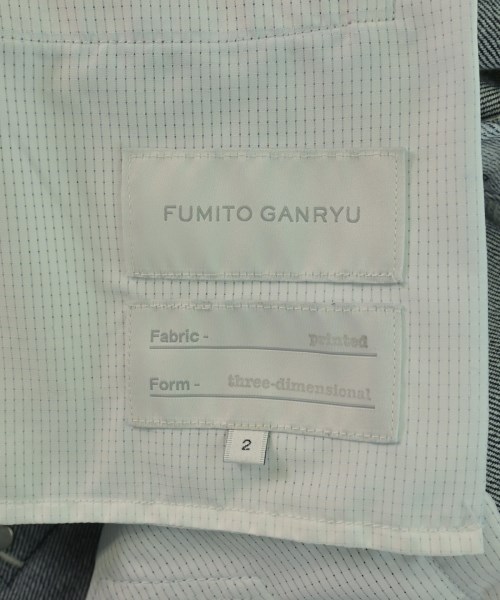 FUMITO GANRYU
Fabric - printed
Form - three-dimensional
2